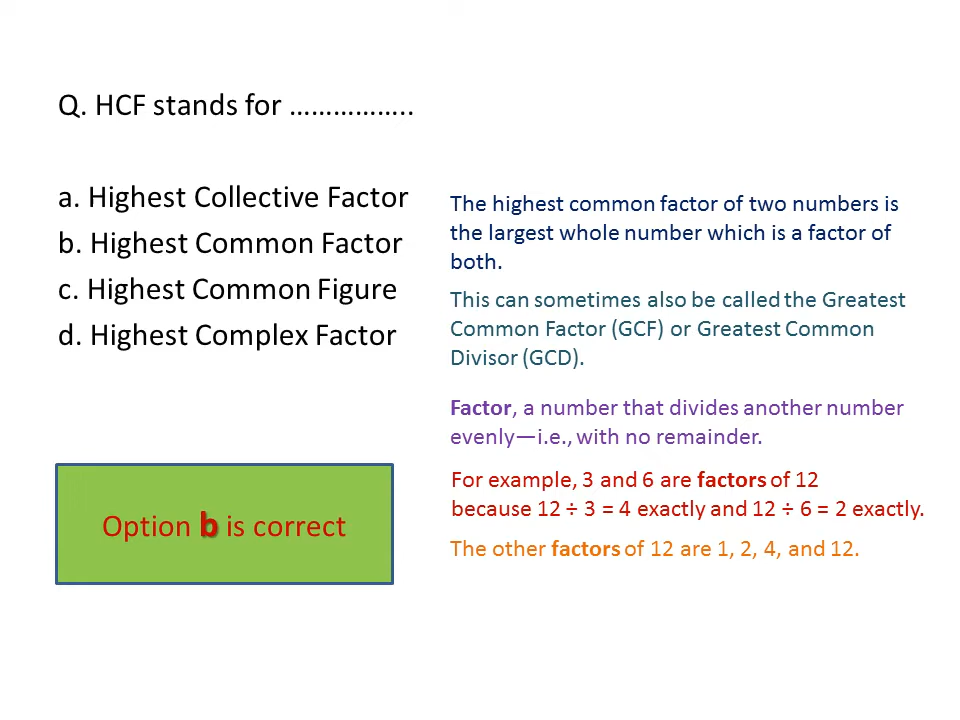 Q. HCF stands for ……………..
a. Highest Collective Factor
b. Highest Common Factor
c. Highest Common Figure
d. Highest Complex Factor
Option b is correct
The highest common factor of two numbers is
the largest whole number which is a factor of
both.
This can sometimes also be called the Greatest
Common Factor (GCF) or Greatest Common
Divisor (GCD).
Factor, a number that divides another number
evenly—i.e., with no remainder.
For example, 3 and 6 are factors of 12
because 12 ÷ 3 = 4 exactly and 12 ÷ 6 = 2 exactly.
The other factors of 12 are 1, 2, 4, and 12.